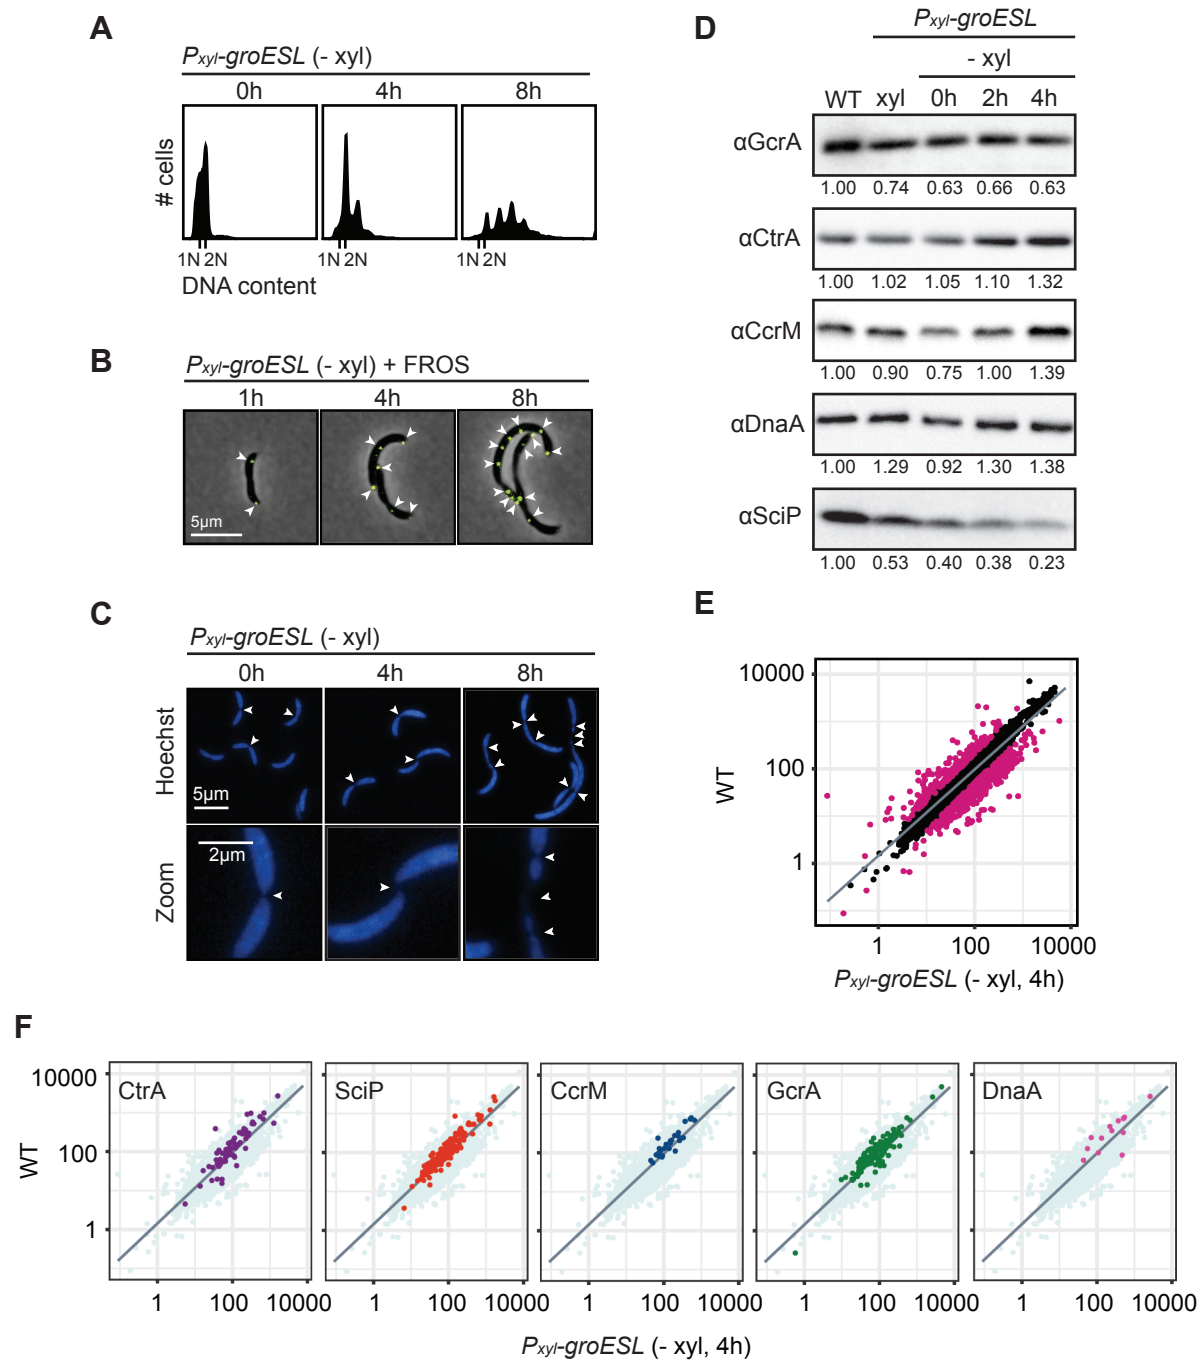 A
Pxyl-groESL (- xyl)
0h 4h 8h
# cells
1N 2N 1N 2N 1N 2N
DNA content
B
Pxyl-groESL (- xyl) + FROS
1h 4h 8h
5µm
C
Pxyl-groESL (- xyl)
0h 4h 8h
Hoechst
5µm
Zoom
2µm
D
Pxyl-groESL
- xyl
WT xyl 0h 2h 4h
αGcrA
1.00 0.74 0.63 0.66 0.63
αCtrA
1.00 1.02 1.05 1.10 1.32
αCcrM
1.00 0.90 0.75 1.00 1.39
αDnaA
1.00 1.29 0.92 1.30 1.38
αSciP
1.00 0.53 0.40 0.38 0.23
E
10000
100
1
WT
1 100 10000
Pxyl-groESL (- xyl, 4h)
F
CtrA SciP CcrM GcrA DnaA
10000
100
1
WT
1 100 10000 1 100 10000 1 100 10000 1 100 10000 1 100 10000
Pxyl-groESL (- xyl, 4h)